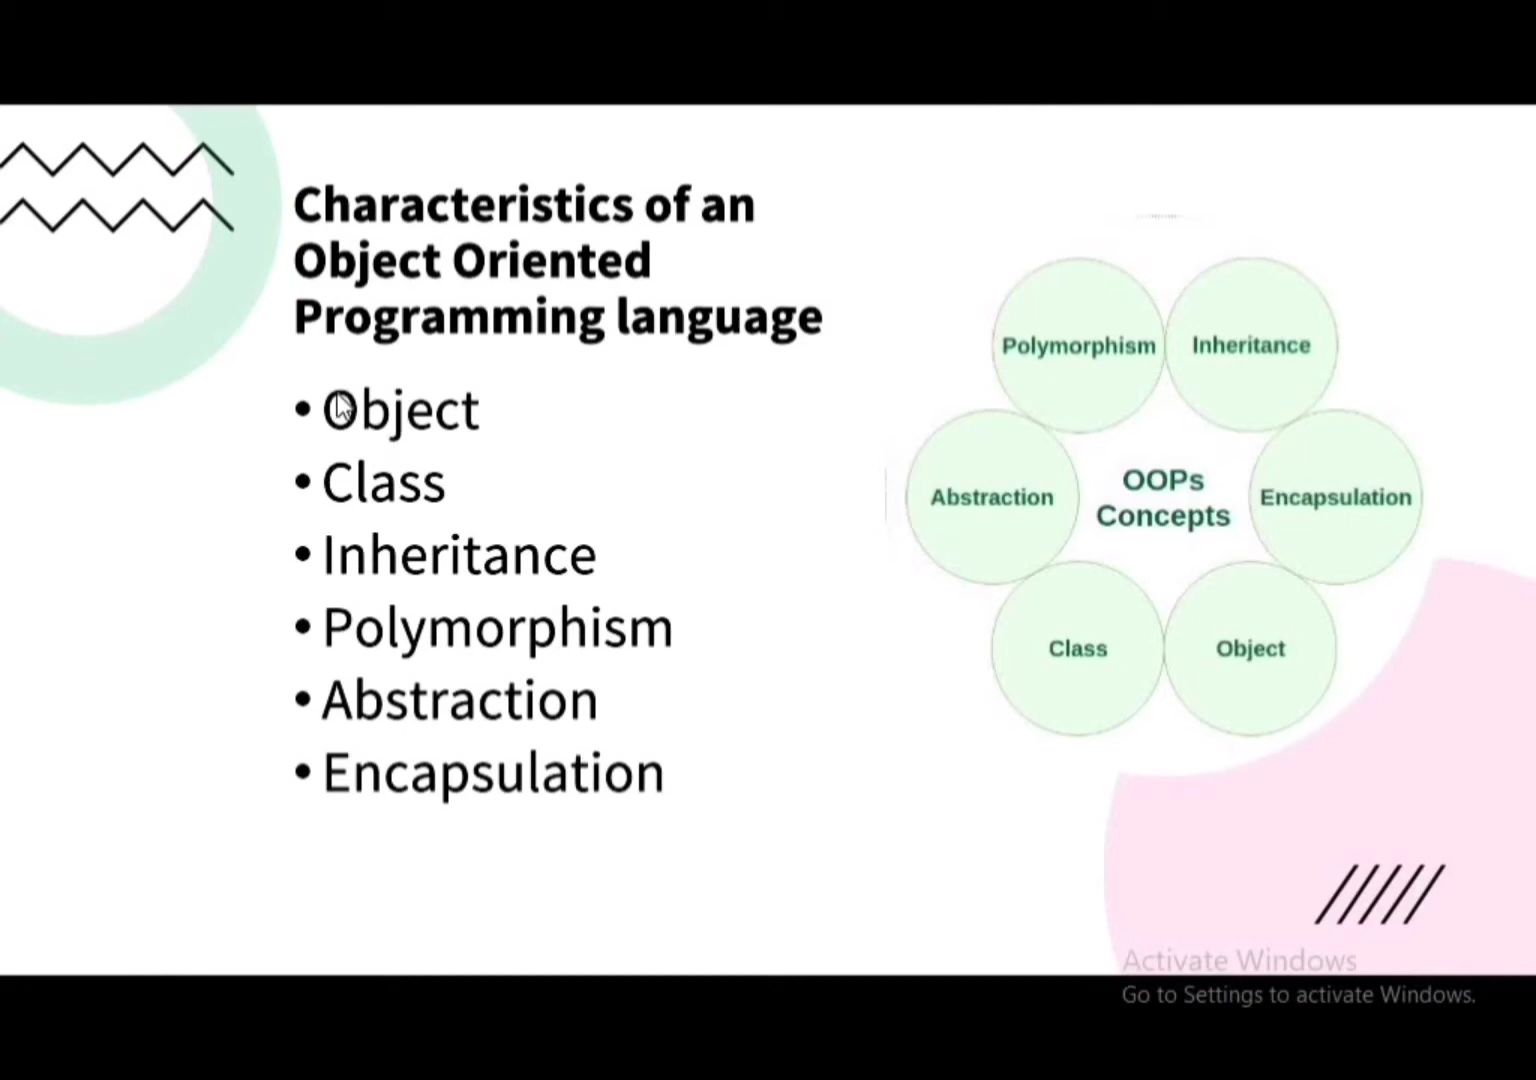 Characteristics of an
Object Oriented
Programming language
• Object
• Class
• Inheritance
• Polymorphism
• Abstraction
• Encapsulation
Polymorphism
Inheritance
Abstraction
OOPs
Concepts
Encapsulation
Class
Object
Activate Windows
Go to Settings to activate Windows.